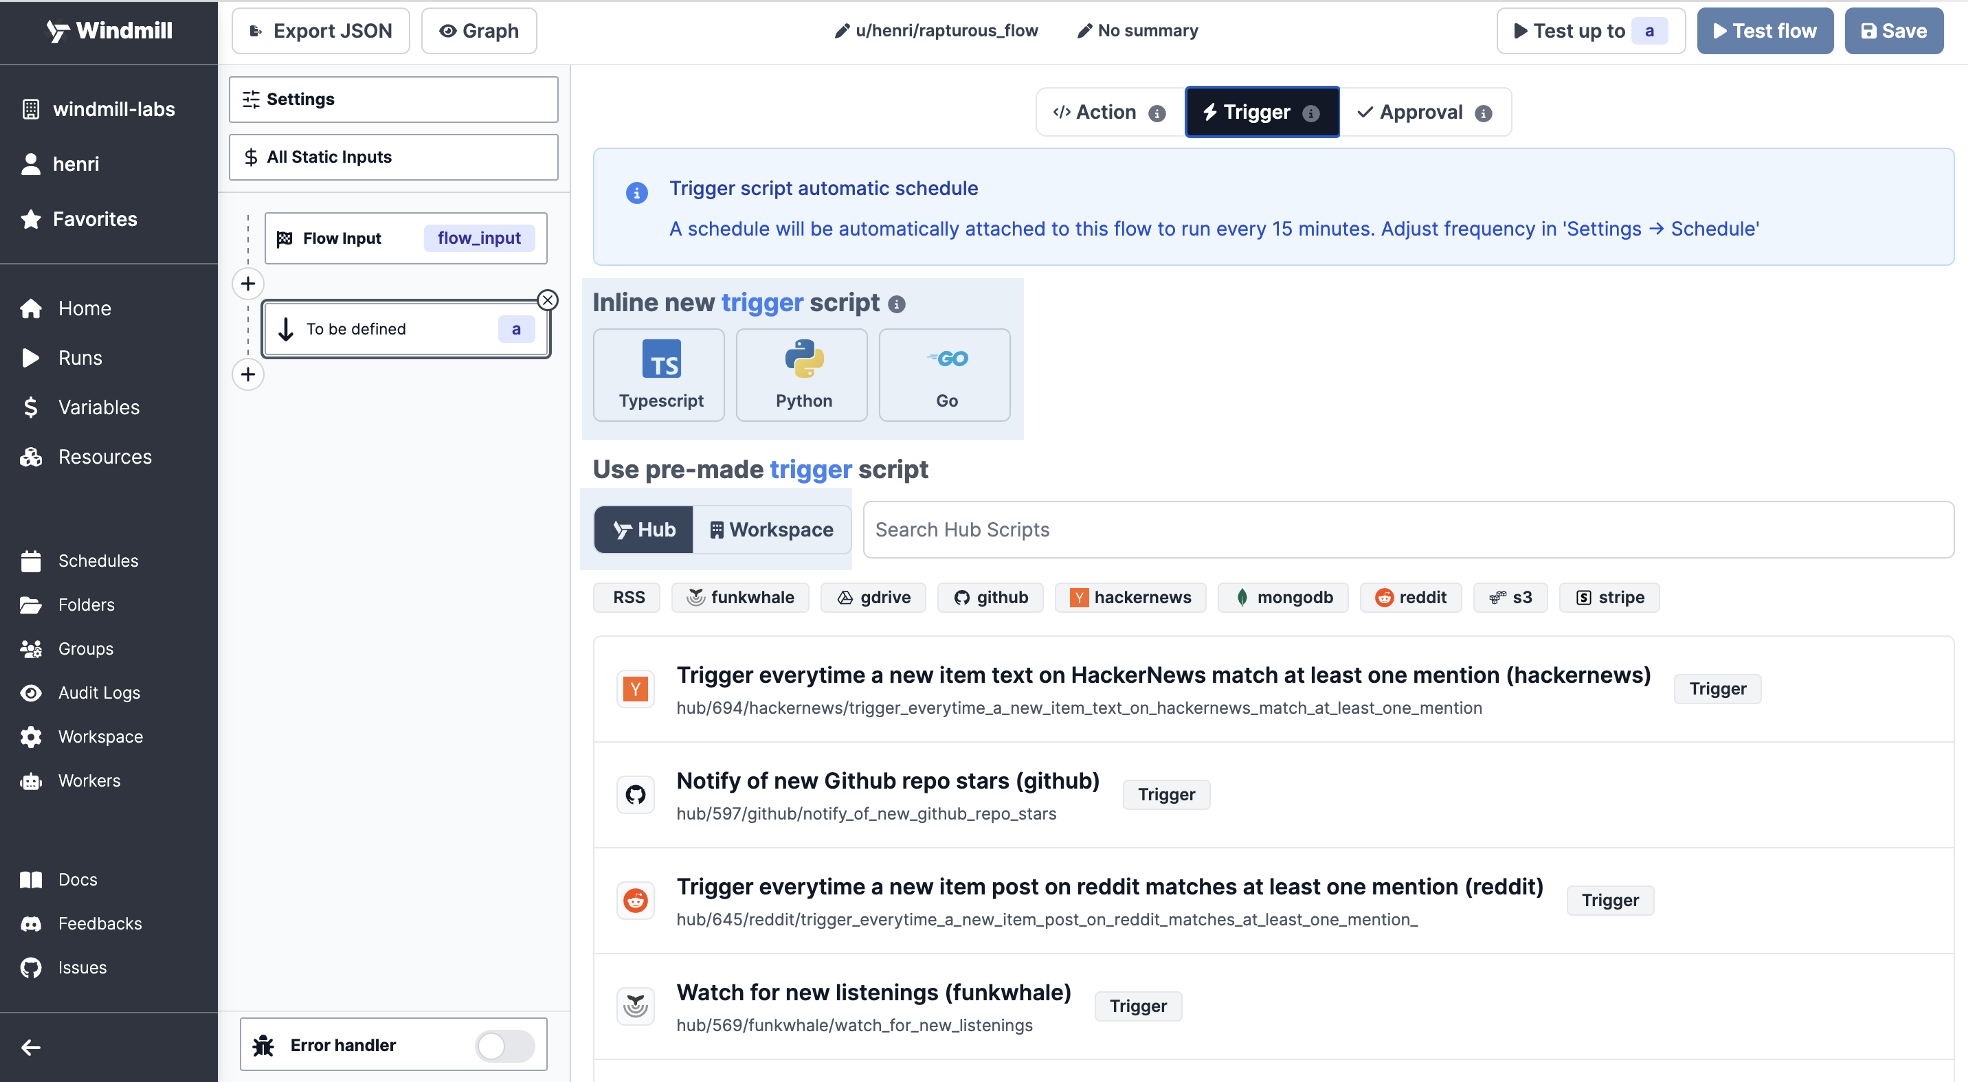 Windmill
windmill-labs
henri
Favorites
Home
Runs
Variables
Resources
Schedules
Folders
Groups
Audit Logs
Workspace
Workers
Docs
Feedbacks
Issues
Export JSON
Graph
u/henri/rapturous_flow
No summary
Test up to a
Test flow
Save
Settings
All Static Inputs
Flow Input flow_input
To be defined a
Error handler
Action
Trigger
Approval
Trigger script automatic schedule
A schedule will be automatically attached to this flow to run every 15 minutes. Adjust frequency in 'Settings → Schedule'
Inline new trigger script
TS
GO
Typescript
Python
Go
Use pre-made trigger script
Hub
Workspace
Search Hub Scripts
RSS
funkwhale
gdrive
github
hackernews
mongodb
reddit
s3
stripe
Trigger everytime a new item text on HackerNews match at least one mention (hackernews)
Trigger
hub/694/hackernews/trigger_everytime_a_new_item_text_on_hackernews_match_at_least_one_mention
Notify of new Github repo stars (github)
Trigger
hub/597/github/notify_of_new_github_repo_stars
Trigger everytime a new item post on reddit matches at least one mention (reddit)
Trigger
hub/645/reddit/trigger_everytime_a_new_item_post_on_reddit_matches_at_least_one_mention_
Watch for new listenings (funkwhale)
Trigger
hub/569/funkwhale/watch_for_new_listenings